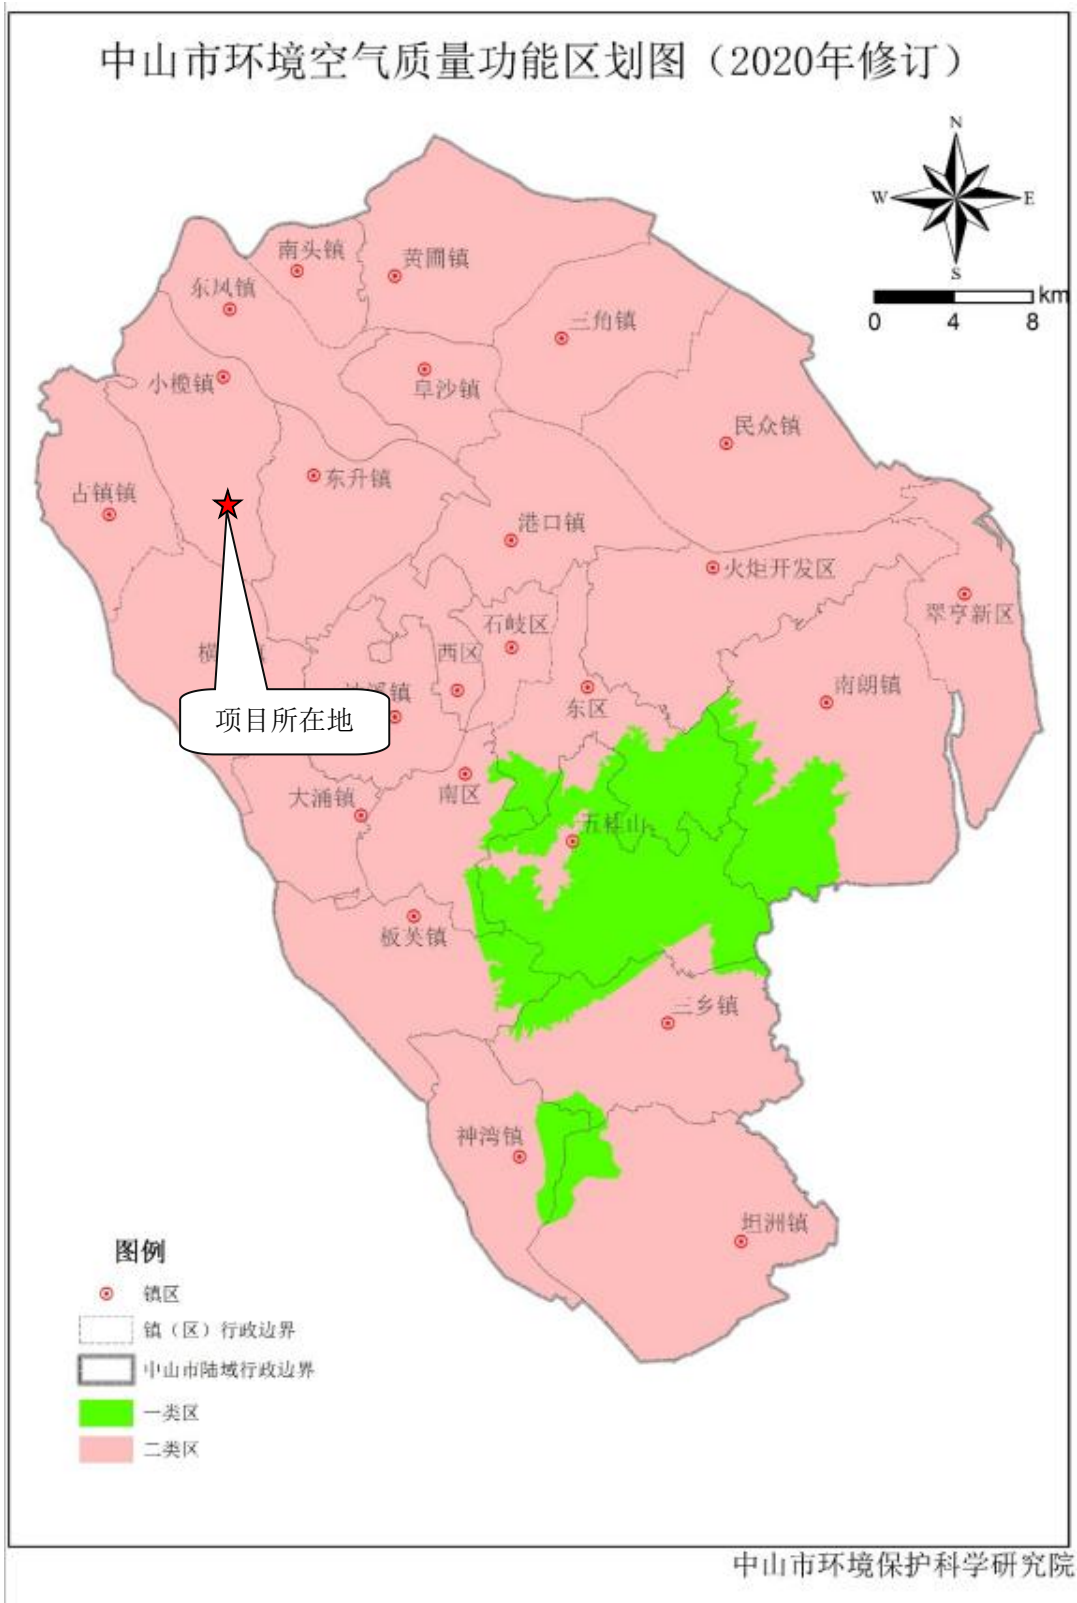 中山市环境空气质量功能区划图（2020年修订）
N
W
E
S
km
0 4 8
南头镇
黄圃镇
东凤镇
三角镇
小榄镇
阜沙镇
民众镇
古镇镇
东升镇
港口镇
火炬开发区
翠亨新区
石岐区
西区
横
镇
南朗镇
东区
项目所在地
大涌镇
南区
五桂山
板芙镇
三乡镇
神湾镇
坦洲镇
图例
镇区
镇（区）行政边界
中山市陆域行政边界
一类区
二类区
中山市环境保护科学研究院